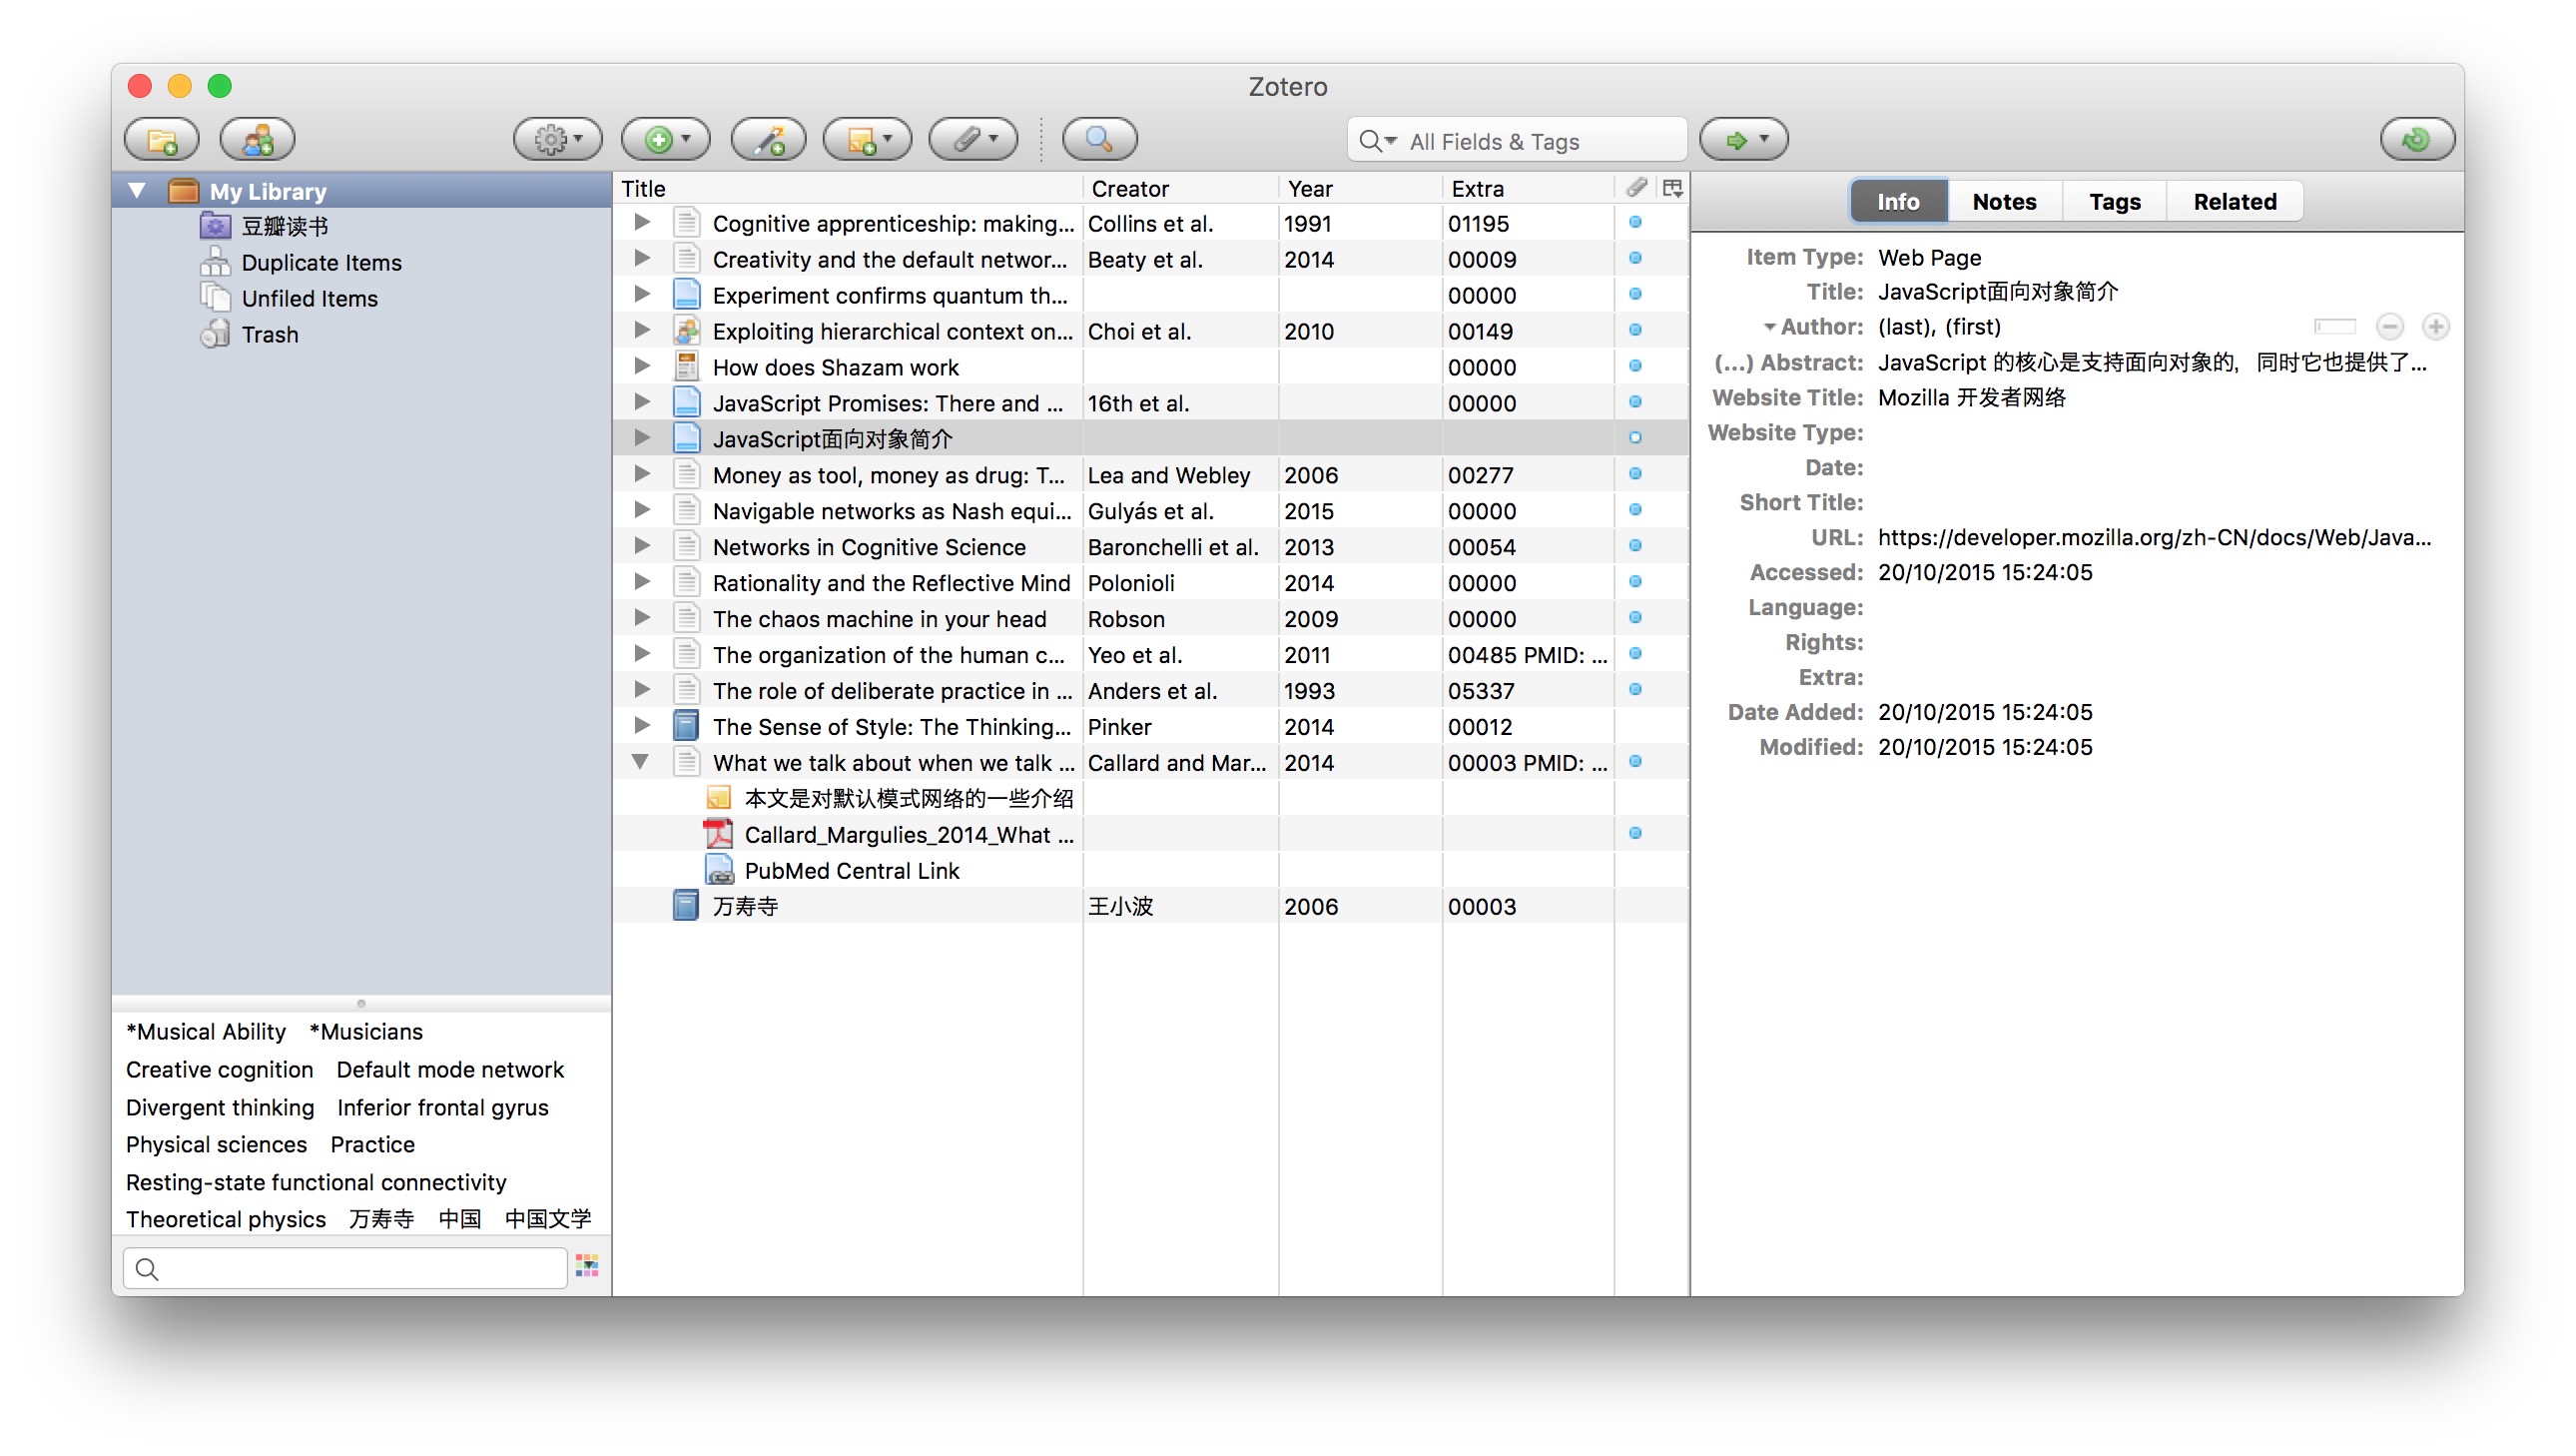 Zotero
All Fields & Tags
My Library
豆瓣读书
Duplicate Items
Unfiled Items
Trash
*Musical Ability *Musicians
Creative cognition Default mode network
Divergent thinking Inferior frontal gyrus
Physical sciences Practice
Resting-state functional connectivity
Theoretical physics 万寿寺 中国 中国文学
Title Creator Year Extra
Cognitive apprenticeship: making... Collins et al. 1991 01195
Creativity and the default networ... Beaty et al. 2014 00009
Experiment confirms quantum th... 00000
Exploiting hierarchical context on... Choi et al. 2010 00149
How does Shazam work 00000
JavaScript Promises: There and ... 16th et al. 00000
JavaScript面向对象简介
Money as tool, money as drug: T... Lea and Webley 2006 00277
Navigable networks as Nash equi... Gulyás et al. 2015 00000
Networks in Cognitive Science Baronchelli et al. 2013 00054
Rationality and the Reflective Mind Polonioli 2014 00000
The chaos machine in your head Robson 2009 00000
The organization of the human c... Yeo et al. 2011 00485 PMID: ...
The role of deliberate practice in ... Anders et al. 1993 05337
The Sense of Style: The Thinking... Pinker 2014 00012
What we talk about when we talk ... Callard and Mar... 2014 00003 PMID: ...
本文是对默认模式网络的一些介绍
Callard_Margulies_2014_What ...
PubMed Central Link
万寿寺 王小波 2006 00003
Info Notes Tags Related
Item Type: Web Page
Title: JavaScript面向对象简介
Author: (last), (first)
(...) Abstract: JavaScript 的核心是支持面向对象的，同时它也提供了...
Website Title: Mozilla 开发者网络
Website Type:
Date:
Short Title:
URL: https://developer.mozilla.org/zh-CN/docs/Web/Java...
Accessed: 20/10/2015 15:24:05
Language:
Rights:
Extra:
Date Added: 20/10/2015 15:24:05
Modified: 20/10/2015 15:24:05